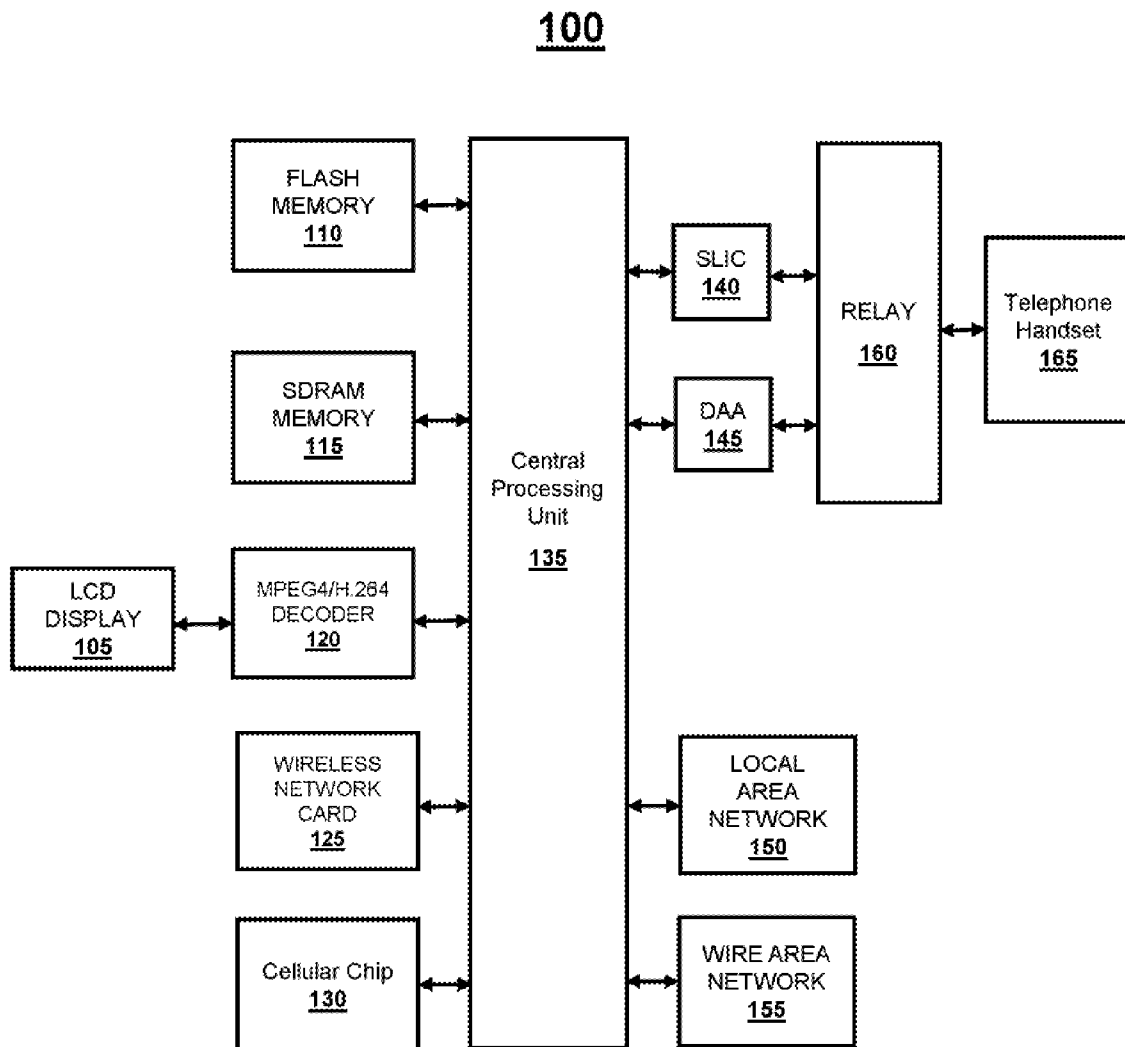 100
FLASH
MEMORY
110
SDRAM
MEMORY
115
LCD
DISPLAY
105
MPEG4/H.264
DECODER
120
WIRELESS
NETWORK
CARD
125
Cellular Chip
130
Central
Processing
Unit
135
SLIC
140
DAA
145
RELAY
160
Telephone
Handset
165
LOCAL
AREA
NETWORK
150
WIRE AREA
NETWORK
155